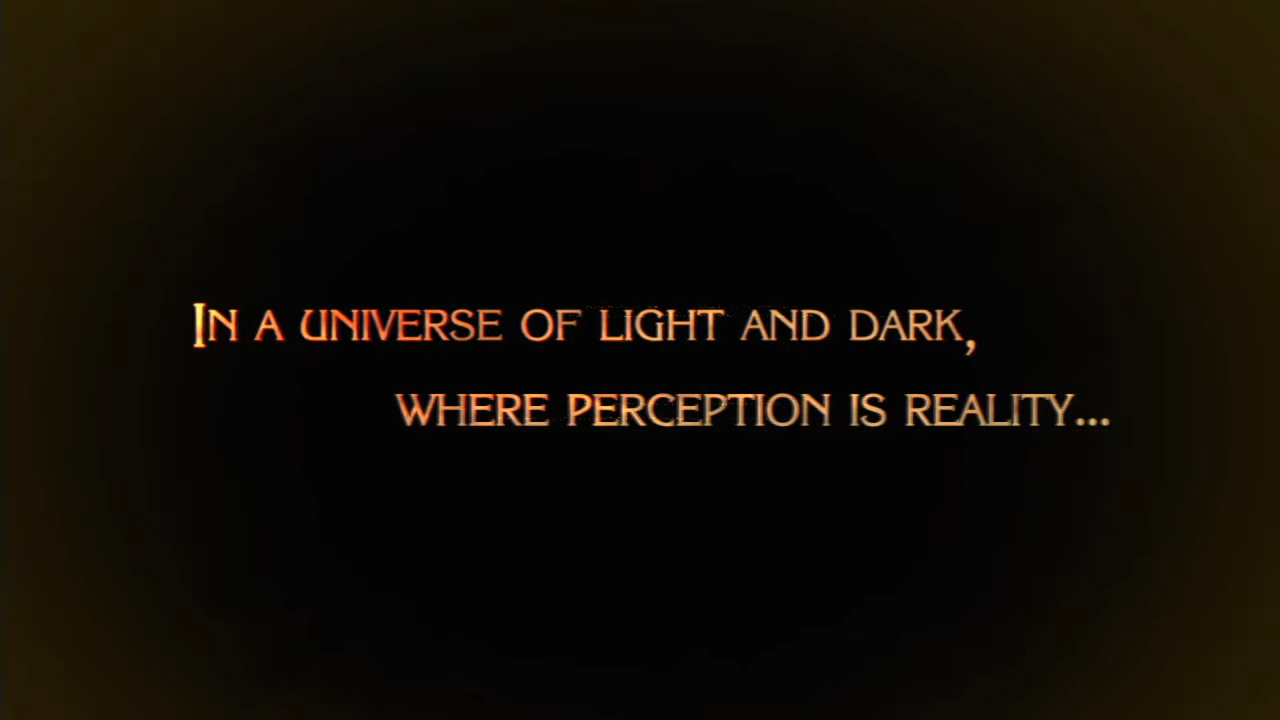 In a universe of light and dark,
where perception is reality...